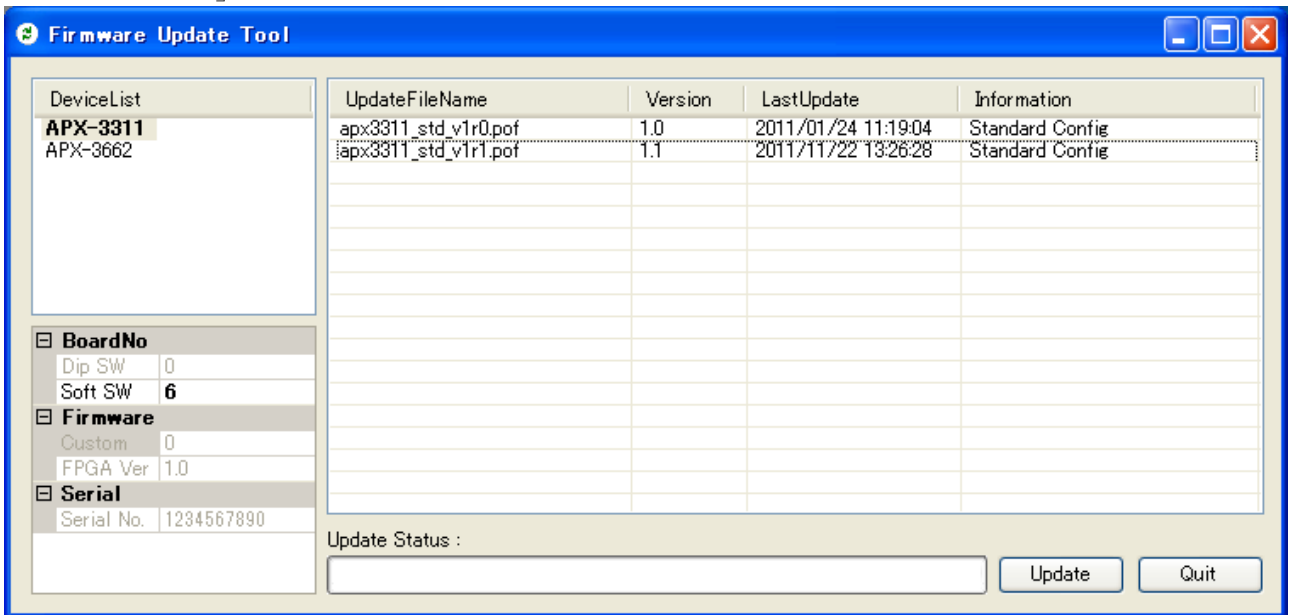 Firmware Update Tool
DeviceList
APX-3311
APX-3662
UpdateFileName Version LastUpdate Information
apx3311_std_v1r0.pof 1.0 2011/01/24 11:19:04 Standard Config
apx3311_std_v1r1.pof 1.1 2011/11/22 13:26:28 Standard Config
BoardNo
Dip SW 0
Soft SW 6
Firmware
Custom 0
FPGA Ver 1.0
Serial
Serial No. 1234567890
Update Status :
Update Quit